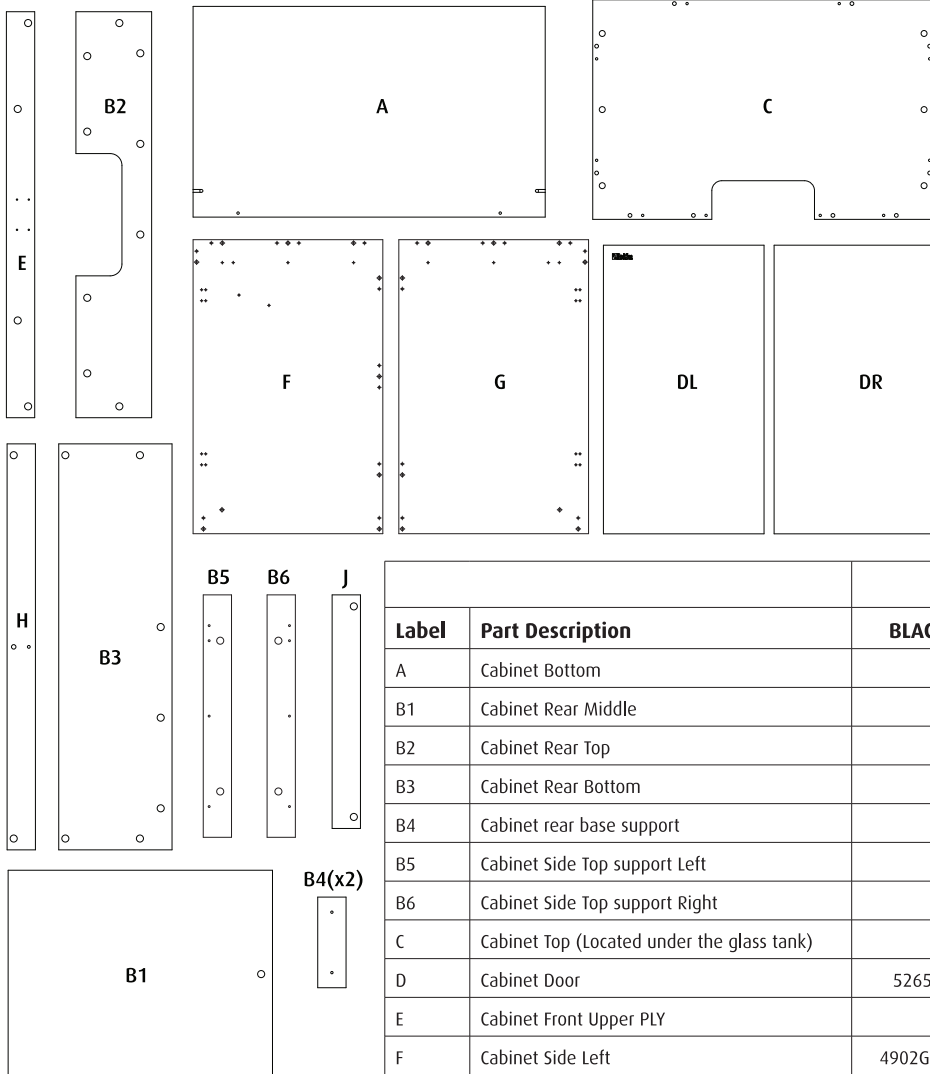 B2
A
C
E
F
G
DL
DR
H
B3
B5
B6
J
B4(x2)
B1
Label Part Description BLAC
A Cabinet Bottom
B1 Cabinet Rear Middle
B2 Cabinet Rear Top
B3 Cabinet Rear Bottom
B4 Cabinet rear base support
B5 Cabinet Side Top support Left
B6 Cabinet Side Top support Right
C Cabinet Top (Located under the glass tank)
D Cabinet Door 5265
E Cabinet Front Upper PLY
F Cabinet Side Left 4902G